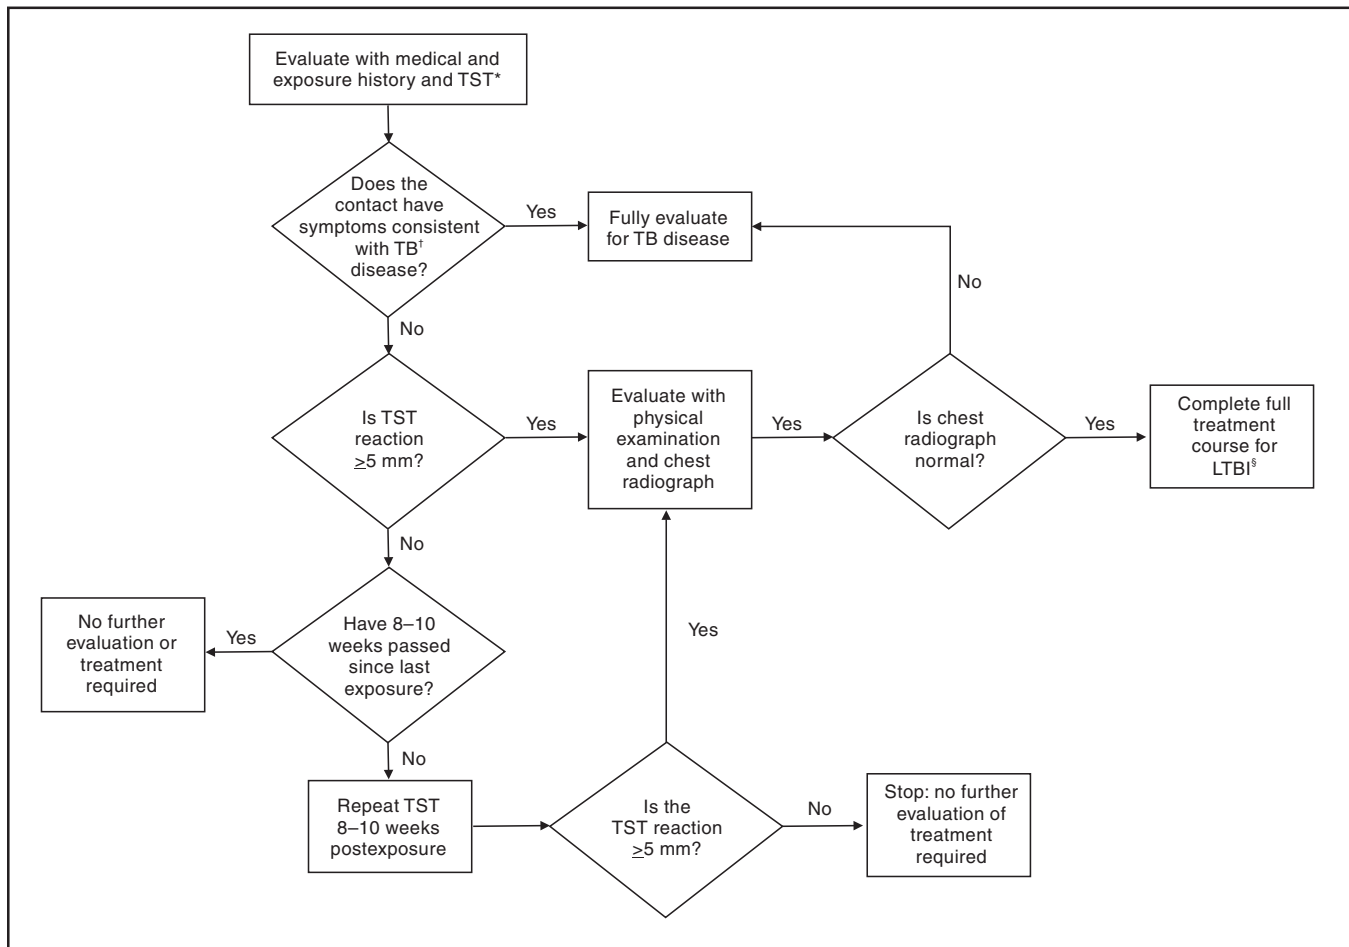 Evaluate with medical and
exposure history and TST*
Does the
contact have
symptoms consistent
with TB†
disease?
Yes
Fully evaluate
for TB disease
No
No
Is TST
reaction
≥5 mm?
Yes
Evaluate with
physical
examination
and chest
radiograph
Yes
Is chest
radiograph
normal?
Yes
Complete full
treatment
course for
LTBI§
No
No further
evaluation or
treatment
required
Yes
Have 8–10
weeks passed
since last
exposure?
Yes
No
Repeat TST
8–10 weeks
postexposure
Is the
TST reaction
≥5 mm?
No
Stop: no further
evaluation of
treatment
required